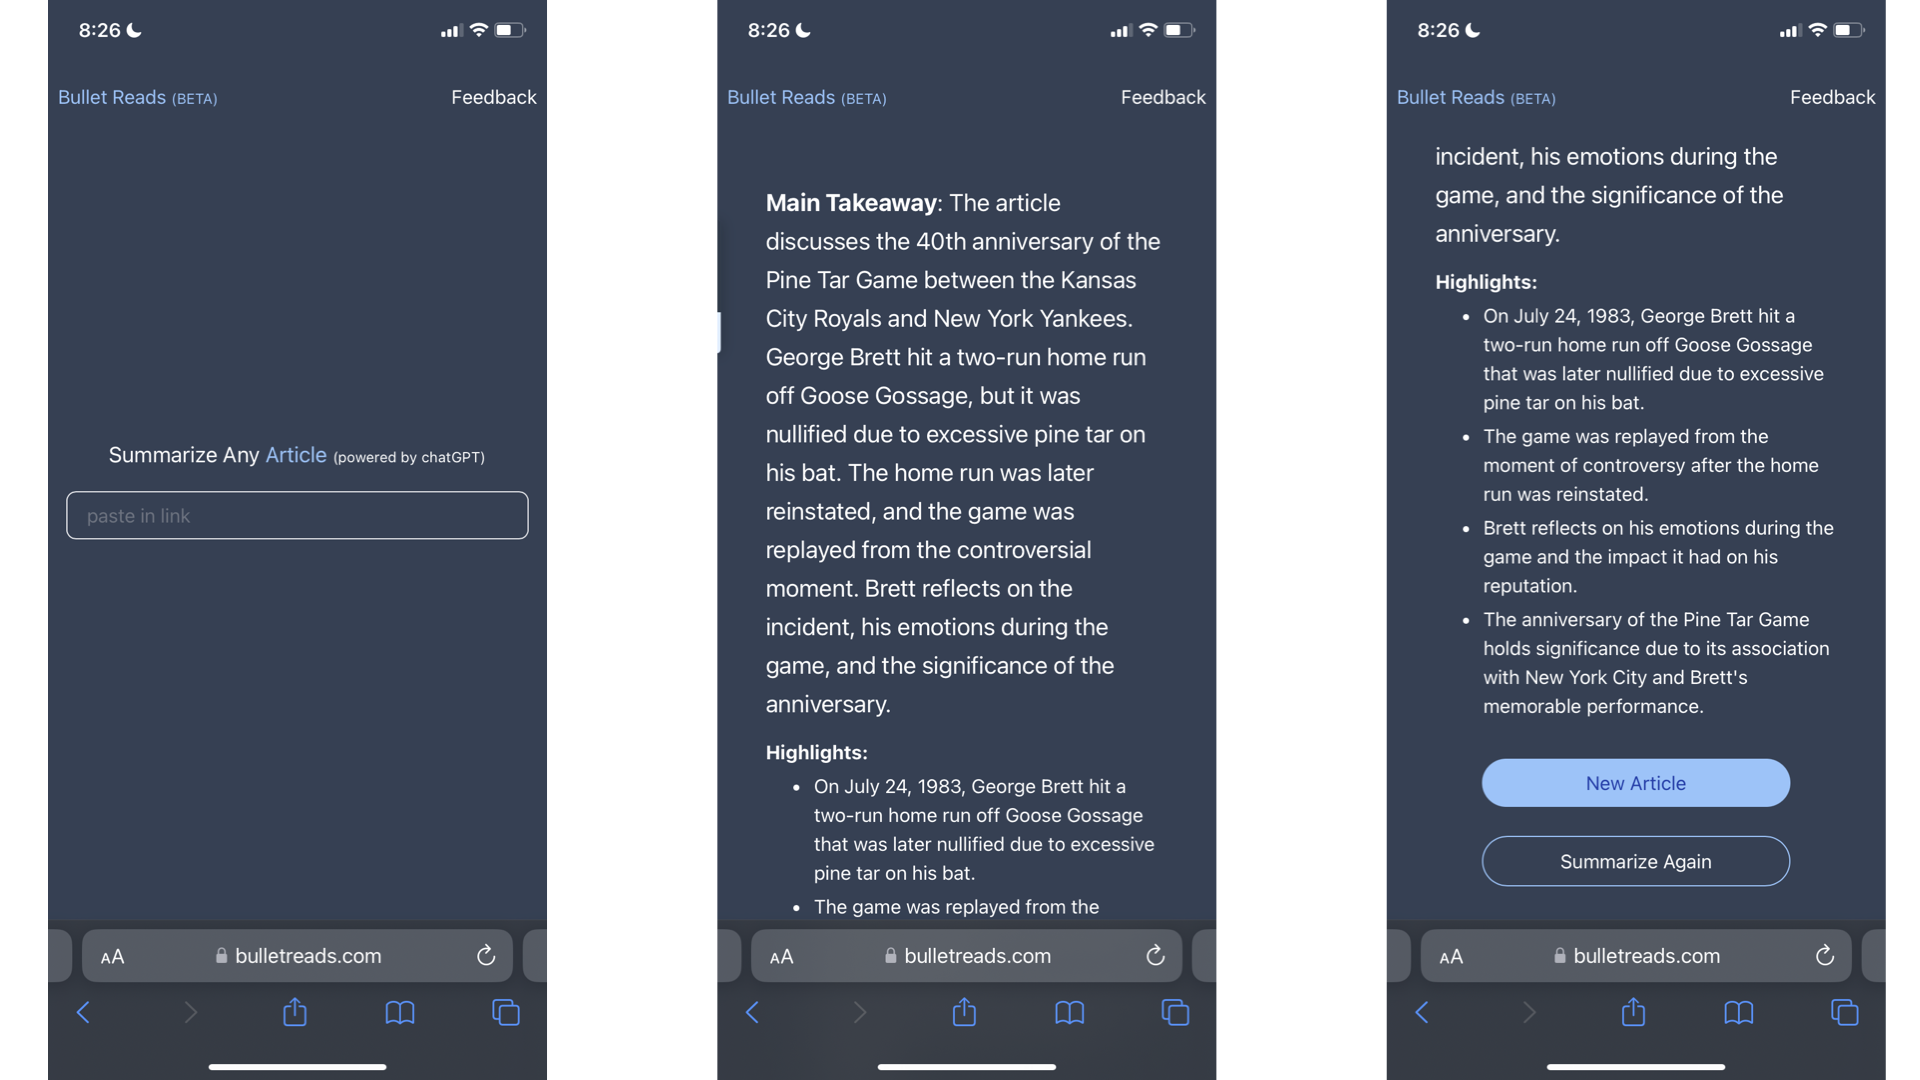 8:26
Bullet Reads (BETA)
Feedback
Summarize Any Article (powered by chatGPT)
paste in link
AA
bulletreads.com
8:26
Bullet Reads (BETA)
Feedback
Main Takeaway: The article
discusses the 40th anniversary of the
Pine Tar Game between the Kansas
City Royals and New York Yankees.
George Brett hit a two-run home run
off Goose Gossage, but it was
nullified due to excessive pine tar on
his bat. The home run was later
reinstated, and the game was
replayed from the controversial
moment. Brett reflects on the
incident, his emotions during the
game, and the significance of the
anniversary.
Highlights:
• On July 24, 1983, George Brett hit a
two-run home run off Goose Gossage
that was later nullified due to excessive
pine tar on his bat.
• The game was replayed from the
AA
bulletreads.com
8:26
Bullet Reads (BETA)
Feedback
incident, his emotions during the
game, and the significance of the
anniversary.
Highlights:
• On July 24, 1983, George Brett hit a
two-run home run off Goose Gossage
that was later nullified due to excessive
pine tar on his bat.
• The game was replayed from the
moment of controversy after the home
run was reinstated.
• Brett reflects on his emotions during the
game and the impact it had on his
reputation.
• The anniversary of the Pine Tar Game
holds significance due to its association
with New York City and Brett's
memorable performance.
New Article
Summarize Again
AA
bulletreads.com